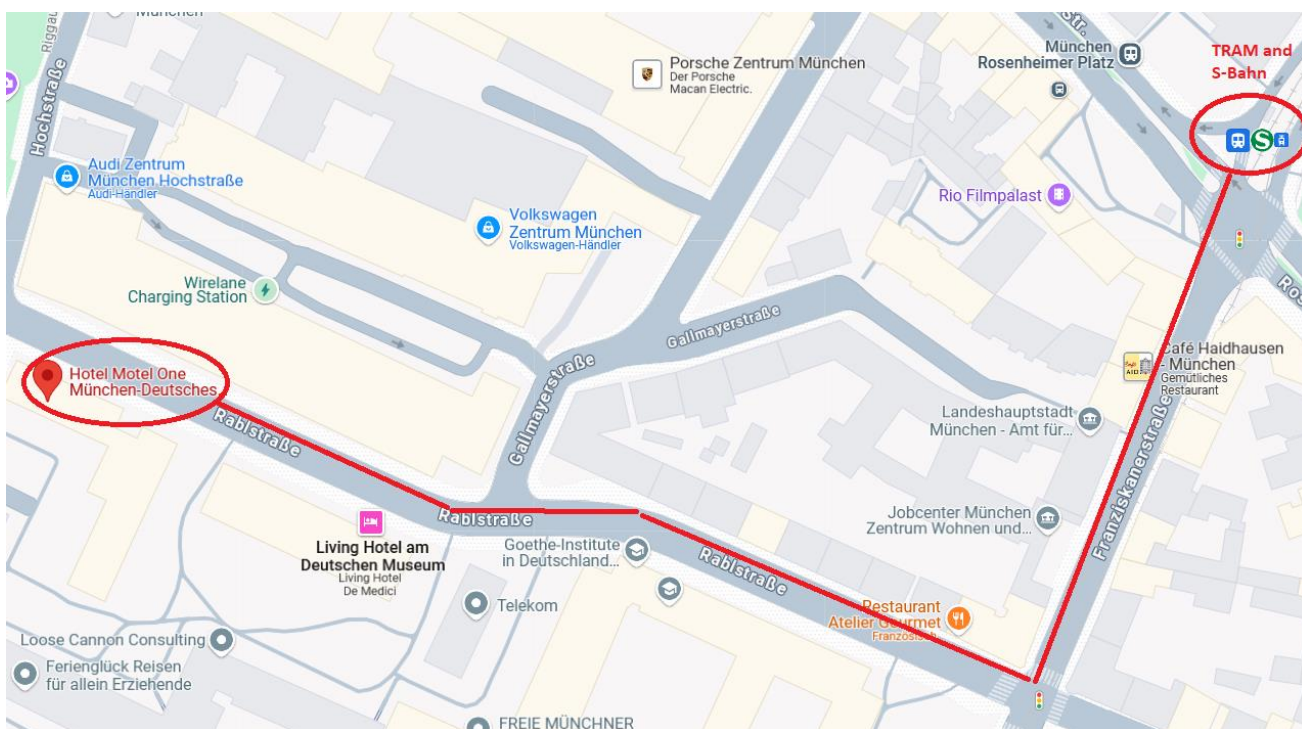 München
Riggau
Hochstraße
Str.
München
Rosenheimer Platz
TRAM and
S-Bahn
S
Porsche Zentrum München
Der Porsche
Macan Electric.
Audi Zentrum
München Hochstraße
Audi-Händler
Volkswagen
Zentrum München
Volkswagen-Händler
Rio Filmpalast
Wirelane
Charging Station
Gallmayerstraße
Gallmayerstraße
Hotel Motel One
München-Deutsches
Rablstraße
Café Haidhausen
- München
Gemütliches
Restaurant
Landeshauptstadt
München - Amt für...
Franziskanerstraße
Rablstraße
Living Hotel am
Deutschen Museum
Living Hotel
De Medici
Goethe-Institute
in Deutschland...
Rablstraße
Jobcenter München
Zentrum Wohnen und...
Telekom
Restaurant
Atelier Gourmet
Französisch
Loose Cannon Consulting
Ferienglück Reisen
für allein Erziehende
FREIE MÜNCHNER